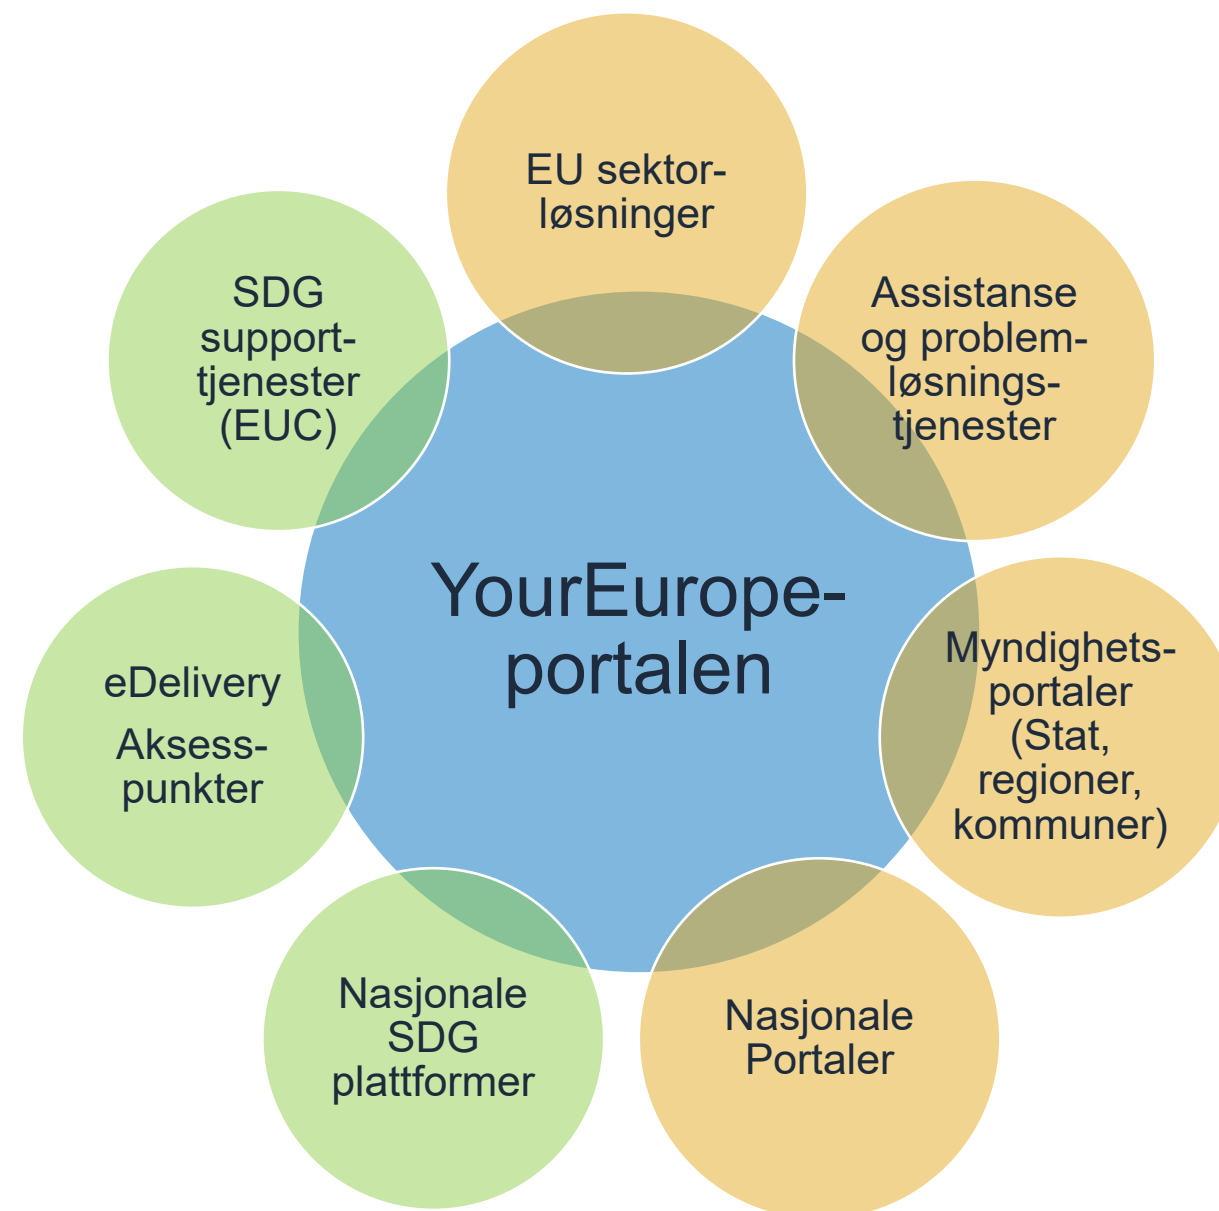 EU sektor-
løsninger
Assistanse
og problem-
løsnings-
tjenester
Myndighets-
portaler
(Stat,
regioner,
kommuner)
Nasjonale
Portaler
Nasjonale
SDG
plattformer
eDelivery
Aksess-
punkter
SDG
support-
tjenester
(EUC)
YourEurope-
portalen